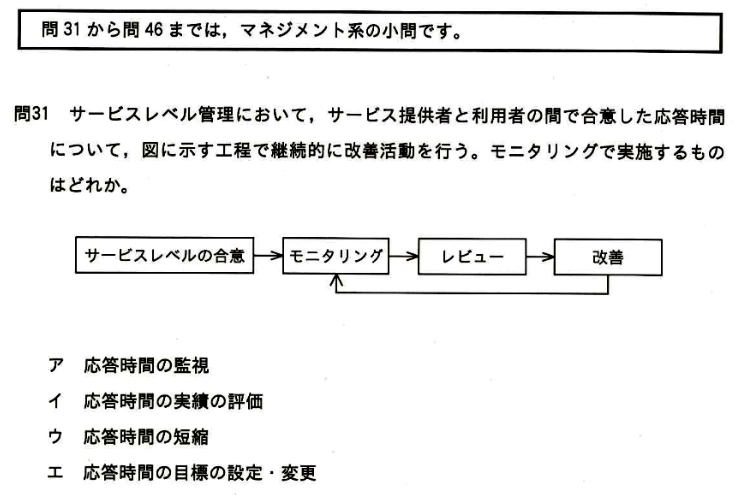 問31から問46までは，マネジメント系の小問です。
問31 サービスレベル管理において，サービス提供者と利用者の間で合意した応答時間
について，図に示す工程で継続的に改善活動を行う。モニタリングで実施するもの
はどれか。
サービスレベルの合意 モニタリング レビュー 改善
ア 応答時間の監視
イ 応答時間の実績の評価
ウ 応答時間の短縮
エ 応答時間の目標の設定・変更